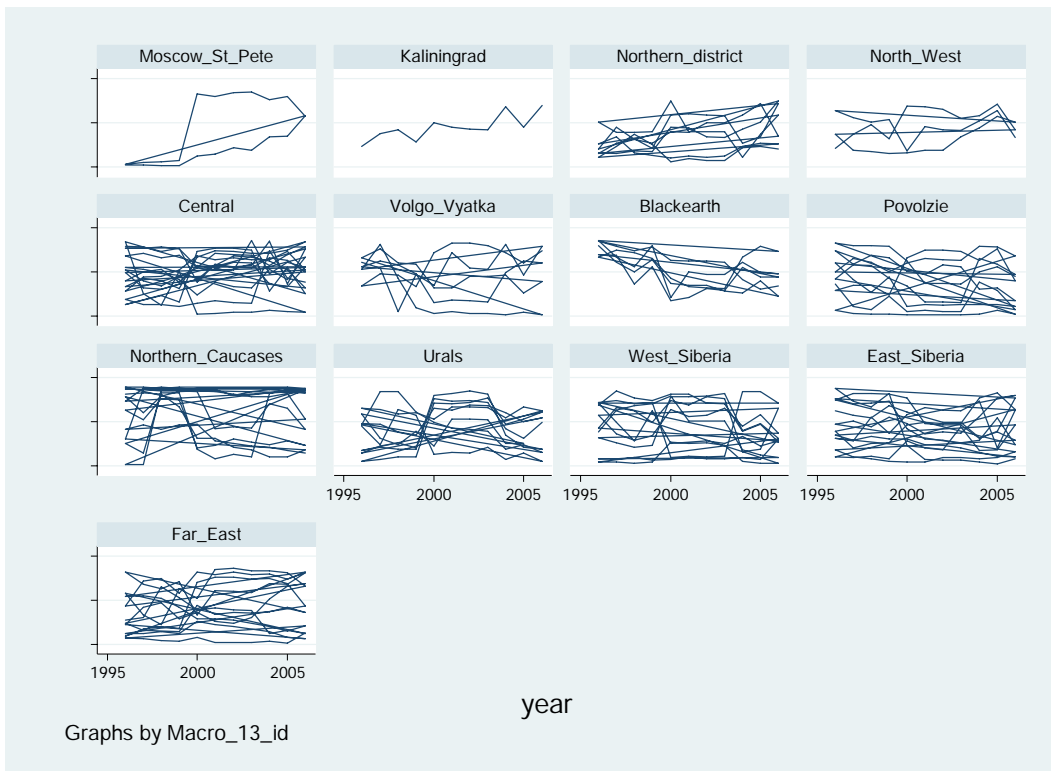 Moscow_St_Pete Kaliningrad Northern_district North_West
Central Volgo_Vyatka Blackearth Povolzie
Northern_Caucases Urals West_Siberia East_Siberia
1995 2000 2005 1995 2000 2005 1995 2000 2005
Far_East
1995 2000 2005
year
Graphs by Macro_13_id